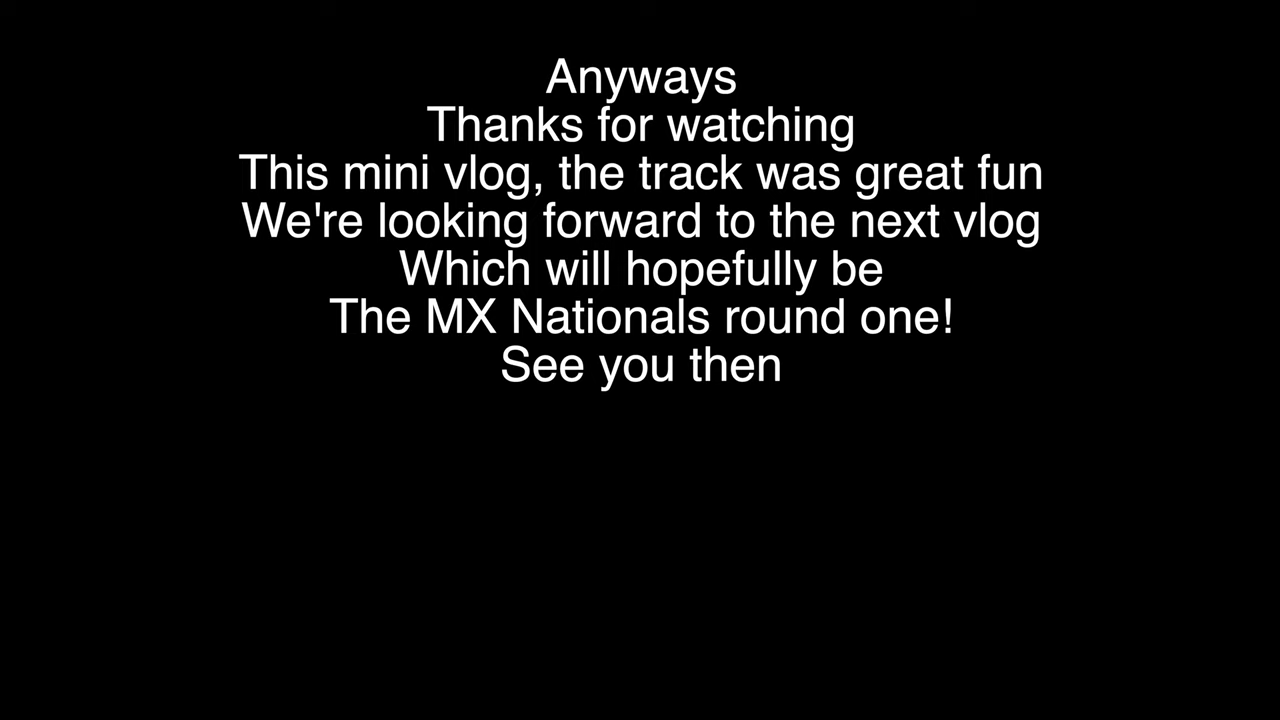 Anyways
Thanks for watching
This mini vlog, the track was great fun
We're looking forward to the next vlog
Which will hopefully be
The MX Nationals round one!
See you then